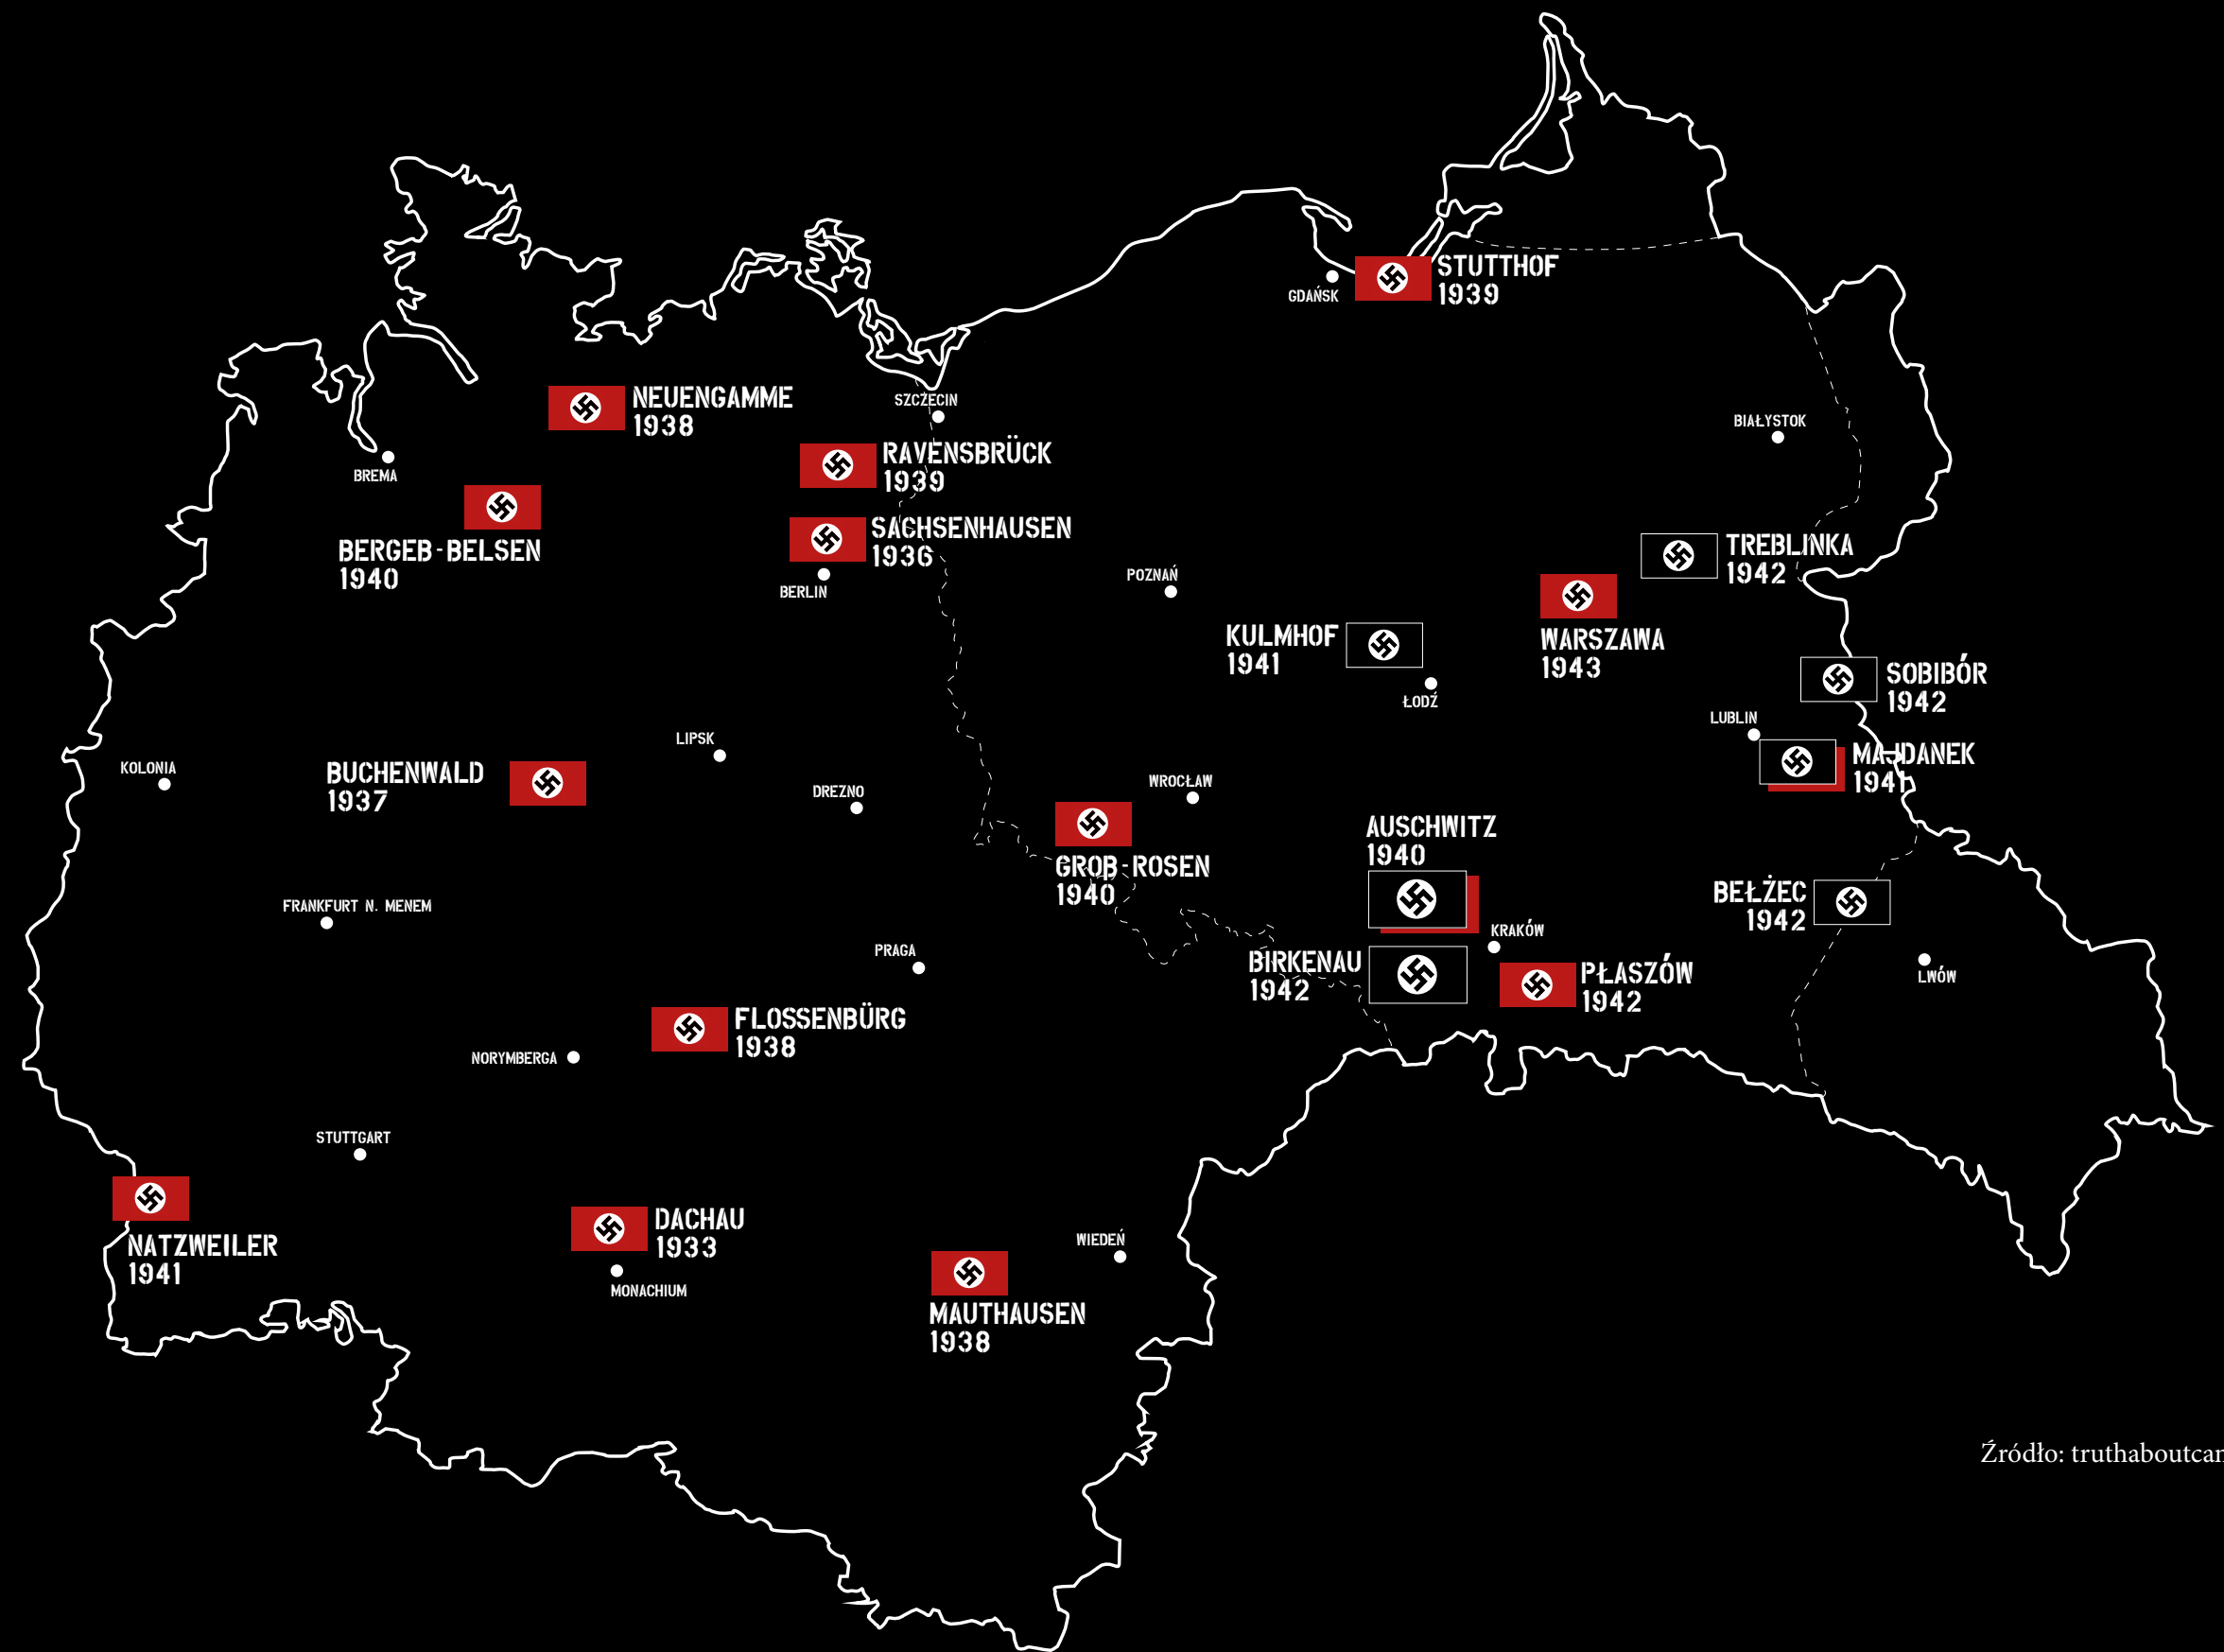 STUTTHOF
1939
GDAŃSK
NEUENGAMME
1938
SZCZECIN
RAVENSBRÜCK
1939
BREMA
BIAŁYSTOK
BERGEB-BELSEN
1940
SACHSENHAUSEN
1936
BERLIN
POZNAŃ
TREBLINKA
1942
KULMHOF
1941
WARSZAWA
1943
ŁODŹ
SOBIBÓR
1942
LUBLIN
MAJDANEK
1941
KOLONIA
BUCHENWALD
1937
LIPSK
DREZNO
WROCŁAW
GROß-ROSEN
1940
AUSCHWITZ
1940
BEŁŻEC
1942
FRANKFURT N. MENEM
PRAGA
KRAKÓW
BIRKENAU
1942
PŁASZÓW
1942
LWÓW
FLOSSENBÜRG
1938
NORYMBERGA
STUTTGART
NATZWEILER
1941
DACHAU
1933
MONACHIUM
WIEDEŃ
MAUTHAUSEN
1938
Źródło: truthaboutcam